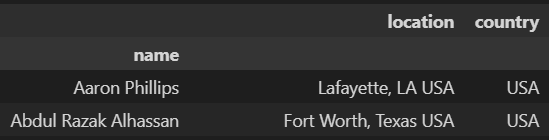 location country
name
Aaron Phillips Lafayette, LA USA USA
Abdul Razak Alhassan Fort Worth, Texas USA USA